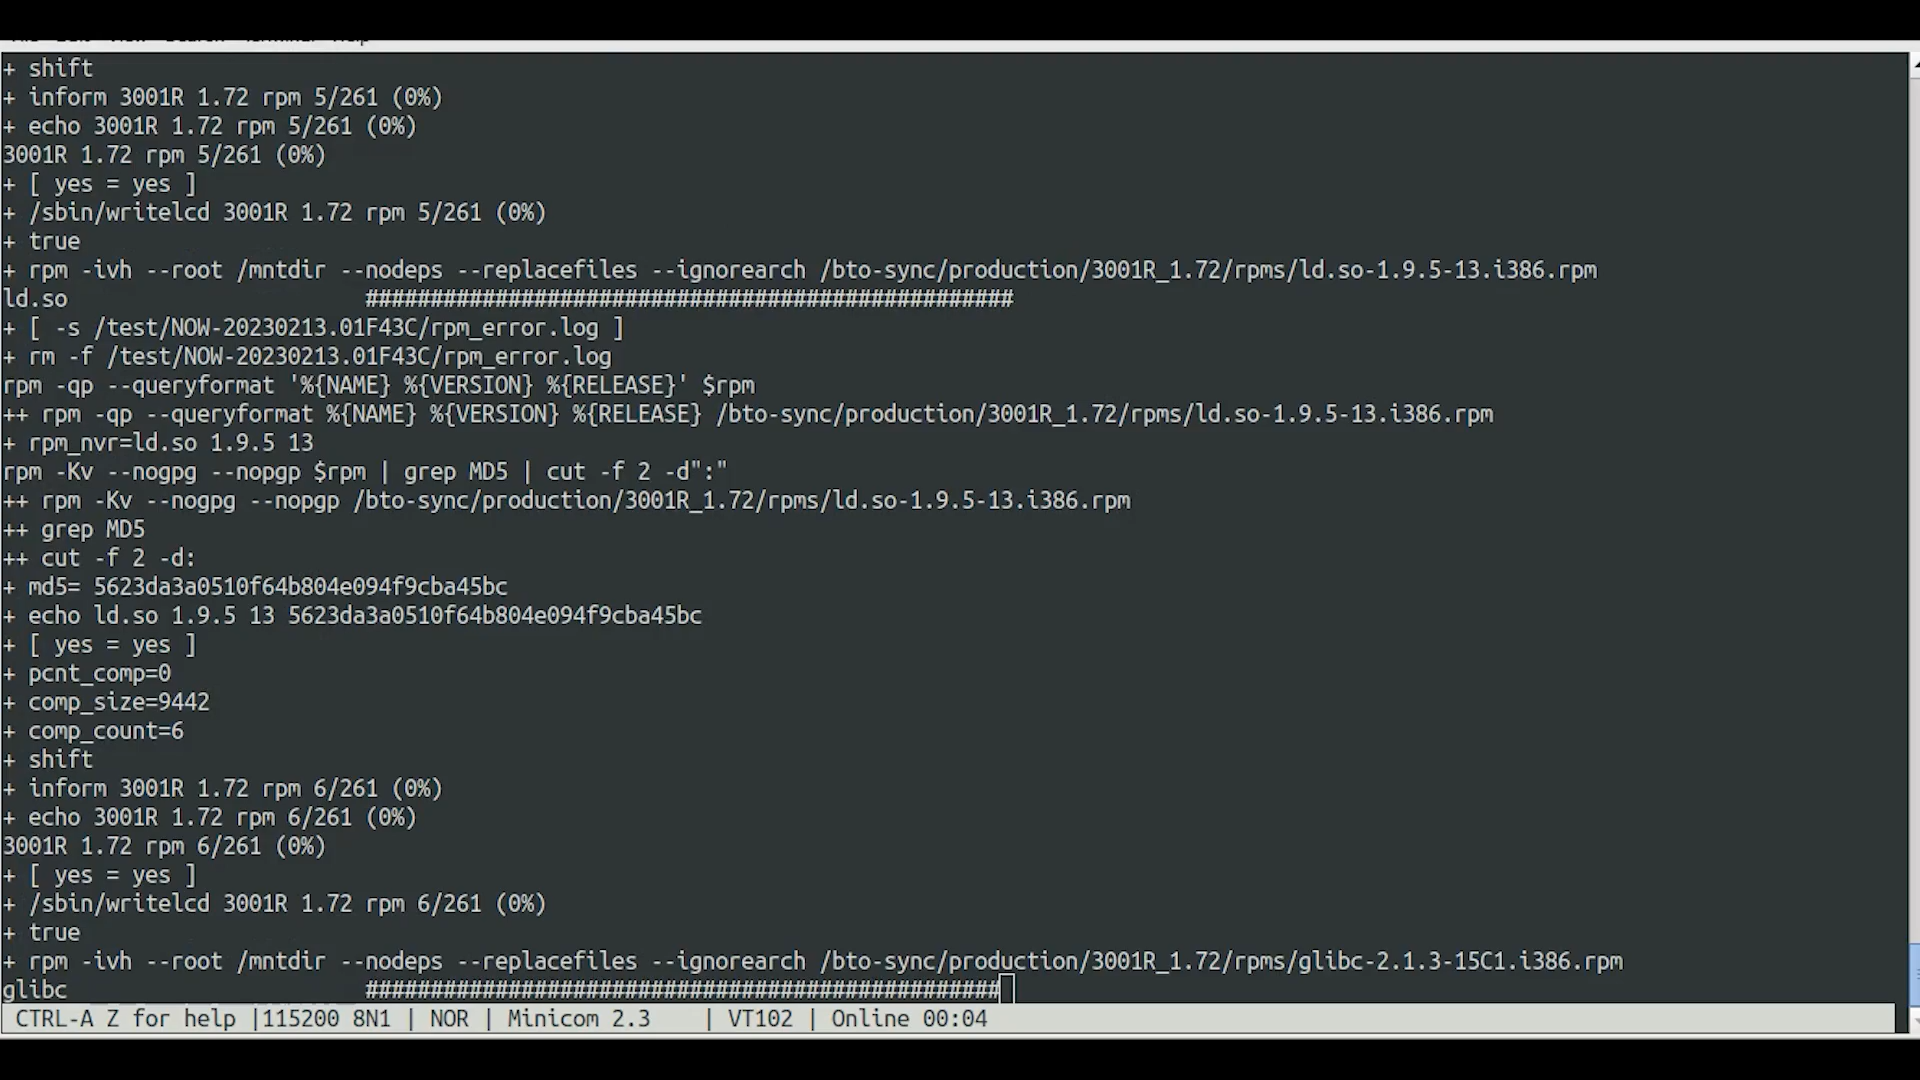 + shift
+ inform 3001R 1.72 rpm 5/261 (0%)
+ echo 3001R 1.72 rpm 5/261 (0%)
3001R 1.72 rpm 5/261 (0%)
+ [ yes = yes ]
+ /sbin/writelcd 3001R 1.72 rpm 5/261 (0%)
+ true
+ rpm -ivh --root /mntdir --nodeps --replacefiles --ignorearch /bto-sync/production/3001R_1.72/rpms/ld.so-1.9.5-13.i386.rpm
ld.so                       ##################################################
+ [ -s /test/NOW-20230213.01F43C/rpm_error.log ]
+ rm -f /test/NOW-20230213.01F43C/rpm_error.log
rpm -qp --queryformat '%{NAME} %{VERSION} %{RELEASE}' $rpm
++ rpm -qp --queryformat %{NAME} %{VERSION} %{RELEASE} /bto-sync/production/3001R_1.72/rpms/ld.so-1.9.5-13.i386.rpm
+ rpm_nvr=ld.so 1.9.5 13
rpm -Kv --nogpg --nopgp $rpm | grep MD5 | cut -f 2 -d":"
++ rpm -Kv --nogpg --nopgp /bto-sync/production/3001R_1.72/rpms/ld.so-1.9.5-13.i386.rpm
++ grep MD5
++ cut -f 2 -d:
+ md5= 5623da3a0510f64b804e094f9cba45bc
+ echo ld.so 1.9.5 13 5623da3a0510f64b804e094f9cba45bc
+ [ yes = yes ]
+ pcnt_comp=0
+ comp_size=9442
+ comp_count=6
+ shift
+ inform 3001R 1.72 rpm 6/261 (0%)
+ echo 3001R 1.72 rpm 6/261 (0%)
3001R 1.72 rpm 6/261 (0%)
+ [ yes = yes ]
+ /sbin/writelcd 3001R 1.72 rpm 6/261 (0%)
+ true
+ rpm -ivh --root /mntdir --nodeps --replacefiles --ignorearch /bto-sync/production/3001R_1.72/rpms/glibc-2.1.3-15C1.i386.rpm
glibc                       #################################################
CTRL-A Z for help |115200 8N1 | NOR | Minicom 2.3    | VT102 | Online 00:04